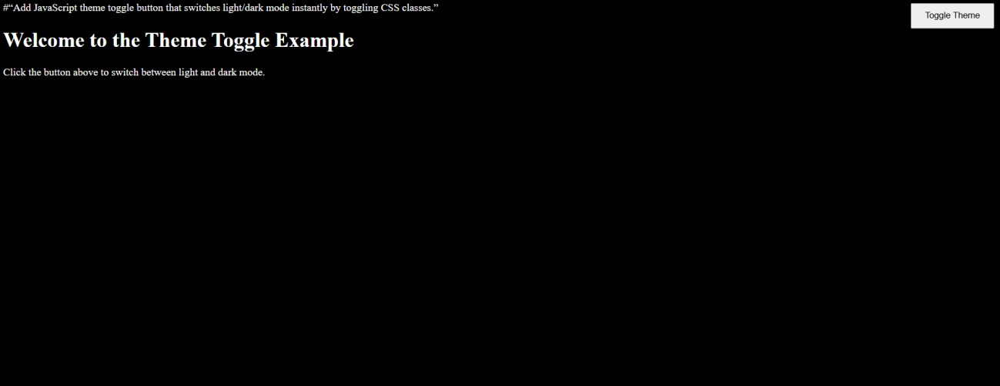 #“Add JavaScript theme toggle button that switches light/dark mode instantly by toggling CSS classes.”
Toggle Theme
Welcome to the Theme Toggle Example
Click the button above to switch between light and dark mode.